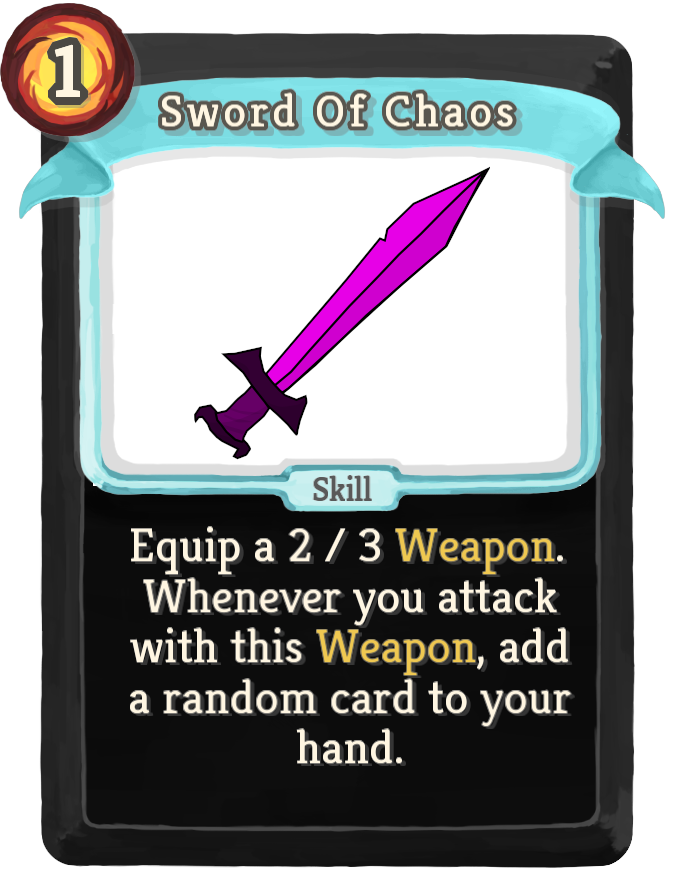 1
Sword Of Chaos
Skill
Equip a 2 / 3 Weapon.
Whenever you attack
with this Weapon, add
a random card to your
hand.